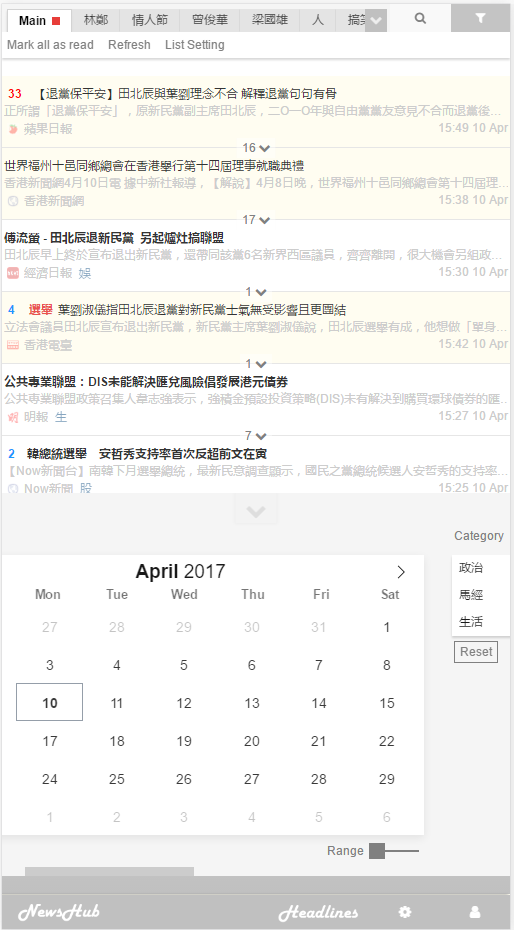 Main 林鄭 情人節 曾俊華 梁國雄 人 搞笑
Mark all as read Refresh List Setting
33 【退黨保平安】田北辰與葉劉理念不合 解釋退黨句句有骨
正所謂「退黨保平安」，原新民黨副主席田北辰，二O一O年與自由黨黨友意見不合而退黨後...
蘋果日報 15:49 10 Apr
16
世界福州十邑同鄉總會在香港舉行第十四屆理事就職典禮
香港新聞網4月10日電 據中新社報導，【解說】4月8日晚，世界福州十邑同鄉總會第十四屆理...
香港新聞網 15:38 10 Apr
17
傅流螢 - 田北辰退新民黨 另起爐灶搞聯盟
田北辰早上終於宣布退出新民黨，還帶同該黨6名新界西區議員，齊齊離開，很大機會另組政...
經濟日報 娛 15:30 10 Apr
1
4 選舉 葉劉淑儀指田北辰退黨對新民黨士氣無受影響且更團結
立法會議員田北辰宣布退出新民黨，新民黨主席葉劉淑儀說，田北辰選舉有成，他想做「單身...
香港電臺 15:42 10 Apr
1
公共專業聯盟：DIS未能解決匯兌風險倡發展港元債券
公共專業聯盟政策召集人黎志強表示，強積金預設投資策略(DIS)未有解決到購買環球債券的匯...
明報 生 15:27 10 Apr
7
2 韓總統選舉 安哲秀支持率首次反超前文在寅
【Now新聞台】南韓下月選舉總統，最新民意調查顯示，國民之黨總統候選人安哲秀的支持率...
Now新聞 股 15:25 10 Apr
Category
政治
馬經
生活
Reset
April 2017
Mon Tue Wed Thu Fri Sat
27 28 29 30 31 1
3 4 5 6 7 8
10 11 12 13 14 15
17 18 19 20 21 22
24 25 26 27 28 29
1 2 3 4 5 6
Range
NewsHub Headlines